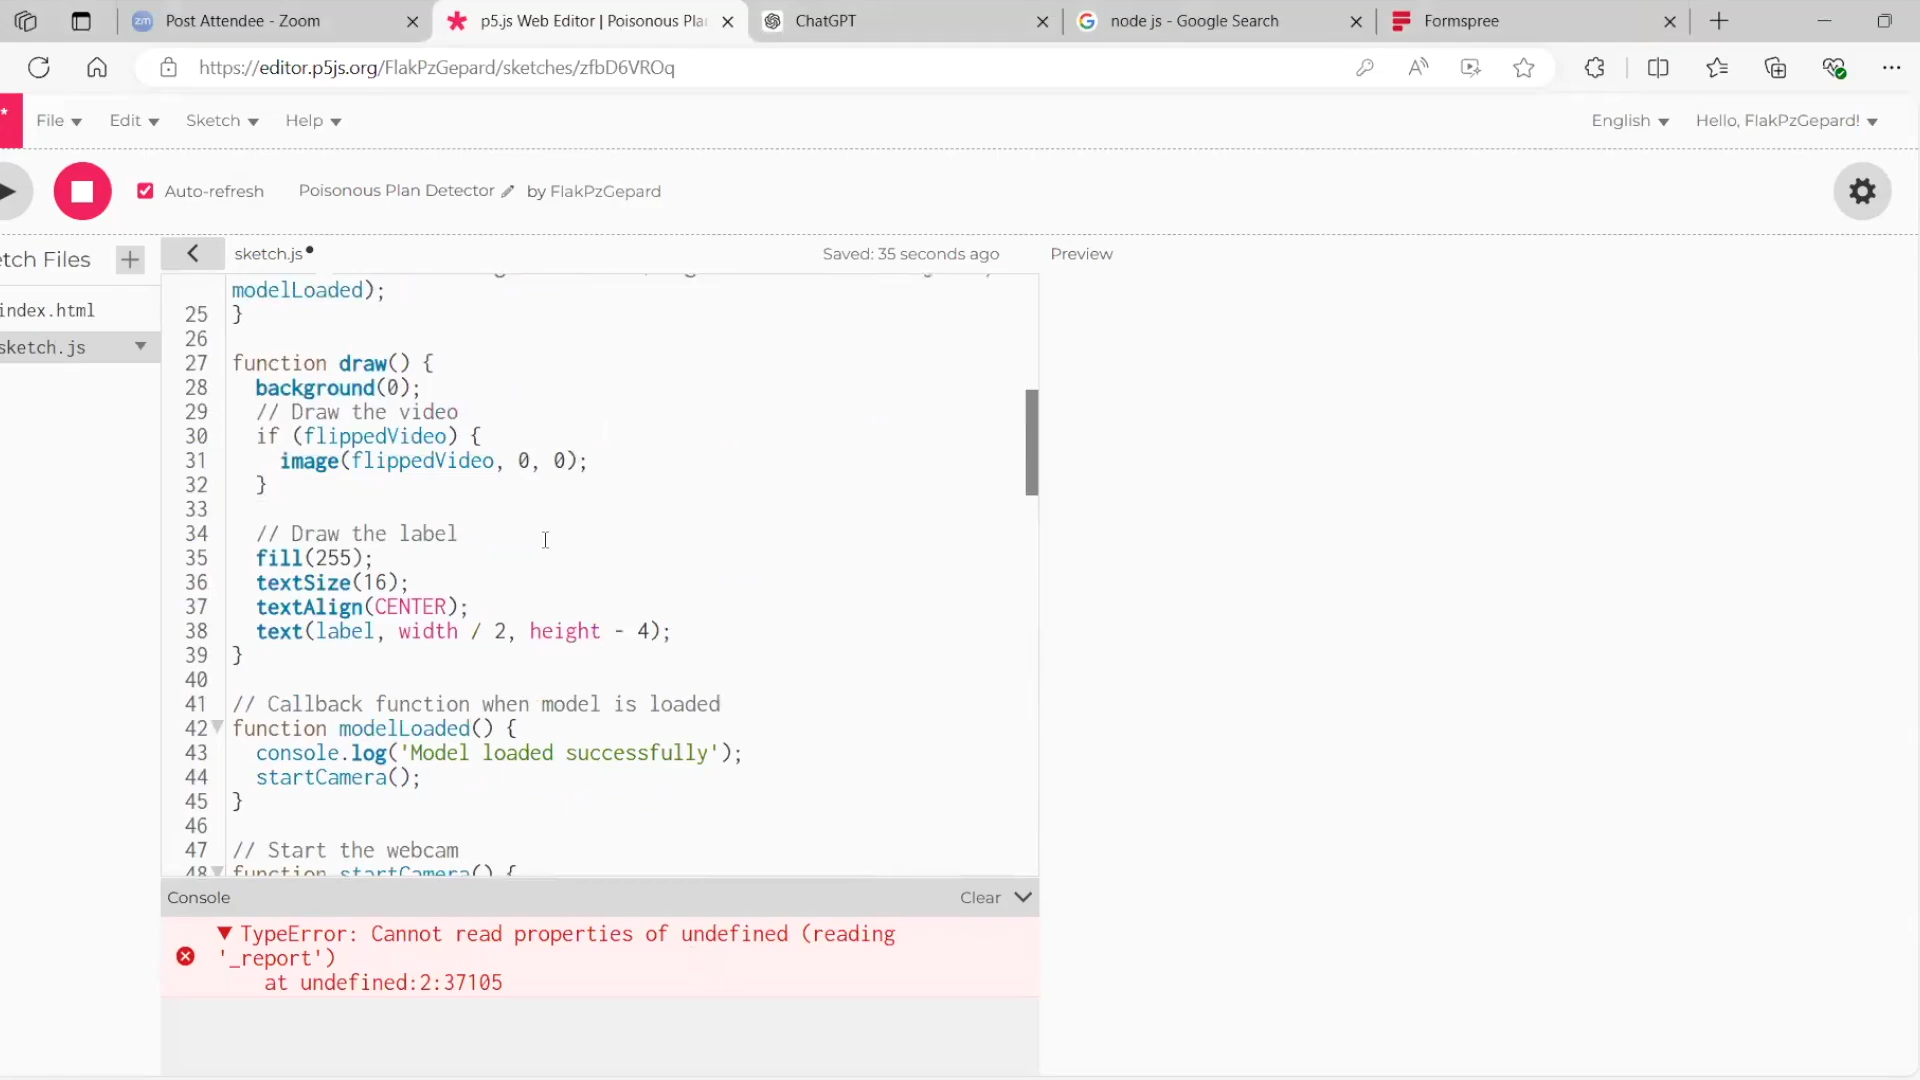 zm Post Attendee - Zoom
p5.js Web Editor | Poisonous Pla
ChatGPT
node js - Google Search
Formspree
https://editor.p5js.org/FlakPzGepard/sketches/zfbD6VROq
File
Edit
Sketch
Help
English
Hello, FlakPzGepard!
Auto-refresh
Poisonous Plan Detector
by FlakPzGepard
tch Files
sketch.js
Saved: 35 seconds ago
Preview
index.html
sketch.js
modelLoaded);
25 }
26
27 function draw() {
28 background(0);
29 // Draw the video
30 if (flippedVideo) {
31 image(flippedVideo, 0, 0);
32 }
33
34 // Draw the label
35 fill(255);
36 textSize(16);
37 textAlign(CENTER);
38 text(label, width / 2, height - 4);
39 }
40
41 // Callback function when model is loaded
42 function modelLoaded() {
43 console.log('Model loaded successfully');
44 startCamera();
45 }
46
47 // Start the webcam
48 function startCamera() {
Console
Clear
TypeError: Cannot read properties of undefined (reading
'_report')
at undefined:2:37105